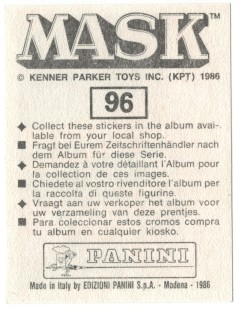 MASK™
© KENNER PARKER TOYS INC. (KPT) 1986
96
◆ Collect these stickers in the album avai-
lable from your local shop.
■ Fragt bei Eurem Zeitschriftenhändler nach
dem Album für diese Serie.
◆ Demandez à votre détaillant l'Album pour
la collection de ces images.
■ Chiedete al vostro rivenditore l'album per
la raccolta di queste figurine.
◆ Vraagt aan uw verkoper het album voor
uw verzameling van deze prentjes.
■ Para coleccionar estos cromos compra
tu album en cualquier kiosko.
PANINI
Made in Italy by EDIZIONI PANINI S.p.A. - Modena - 1986